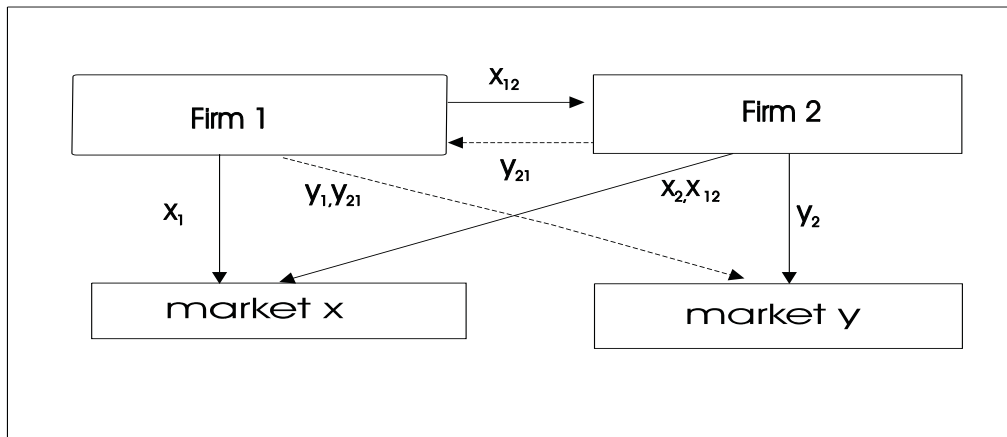 x₁₂
Firm 1
Firm 2
y₂₁
x₁
y₁,y₂₁
x₂,x₁₂
y₂
market x
market y